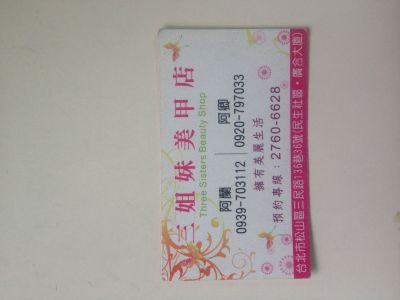 三姐妹美甲店
Three Sisters Beauty Shop
阿蘭 阿卿
0939-703112 0920-797033
擁有美麗生活
預約專線：2760-6628
台北市松山區三民路136巷36號(民生社區・廣合大廈)